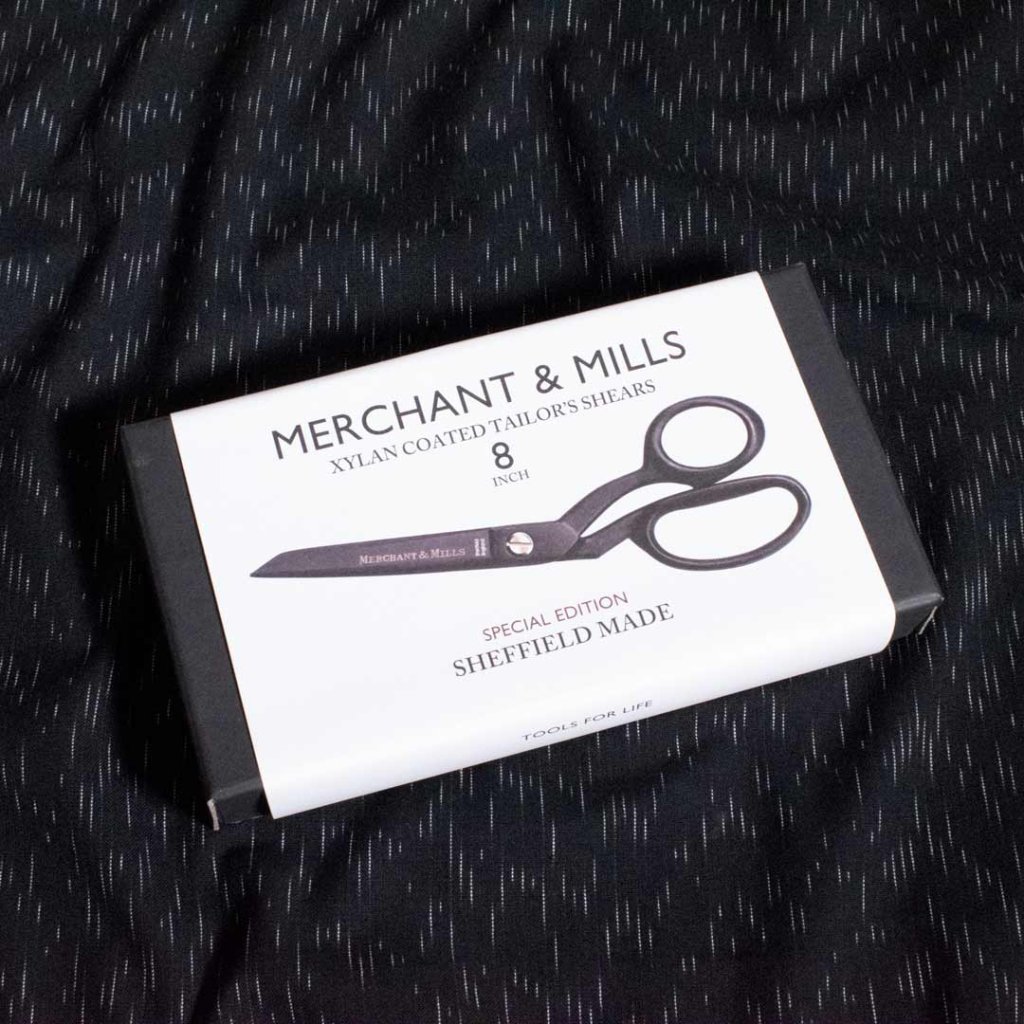 MERCHANT & MILLS
XYLAN COATED TAILOR'S SHEARS
8
INCH
MERCHANT & MILLS
SPECIAL EDITION
SHEFFIELD MADE
TOOLS FOR LIFE